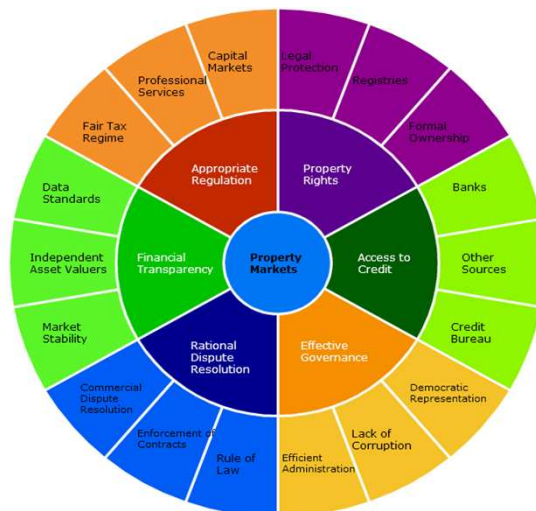 Capital
Markets
Legal
Protection
Professional
Services
Registries
Fair Tax
Regime
Formal
Ownership
Appropriate
Regulation
Property
Rights
Data
Standards
Banks
Independent
Asset Valuers
Financial
Transparency
Property
Markets
Access to
Credit
Other
Sources
Market
Stability
Credit
Bureau
Rational
Dispute
Resolution
Effective
Governance
Commercial
Dispute
Resolution
Democratic
Representation
Enforcement of
Contracts
Lack of
Corruption
Rule of
Law
Efficient
Administration